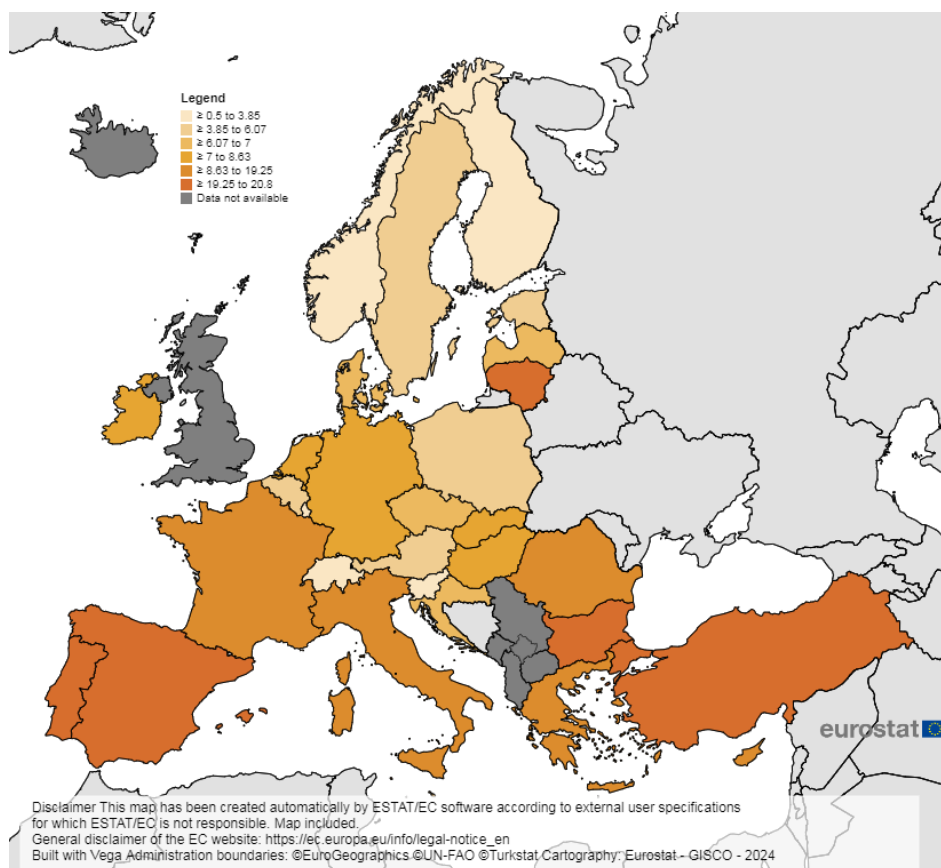 Legend
≥ 0.5 to 3.85
≥ 3.85 to 6.07
≥ 6.07 to 7
≥ 7 to 8.63
≥ 8.63 to 19.25
≥ 19.25 to 20.8
Data not available
eurostat
Disclaimer This map has been created automatically by ESTAT/EC software according to external user specifications
for which ESTAT/EC is not responsible. Map included.
General disclaimer of the EC website: https://ec.europa.eu/info/legal-notice_en
Built with Vega Administration boundaries: ©EuroGeographics ©UN-FAO ©Turkstat Cartography: Eurostat - GISCO - 2024